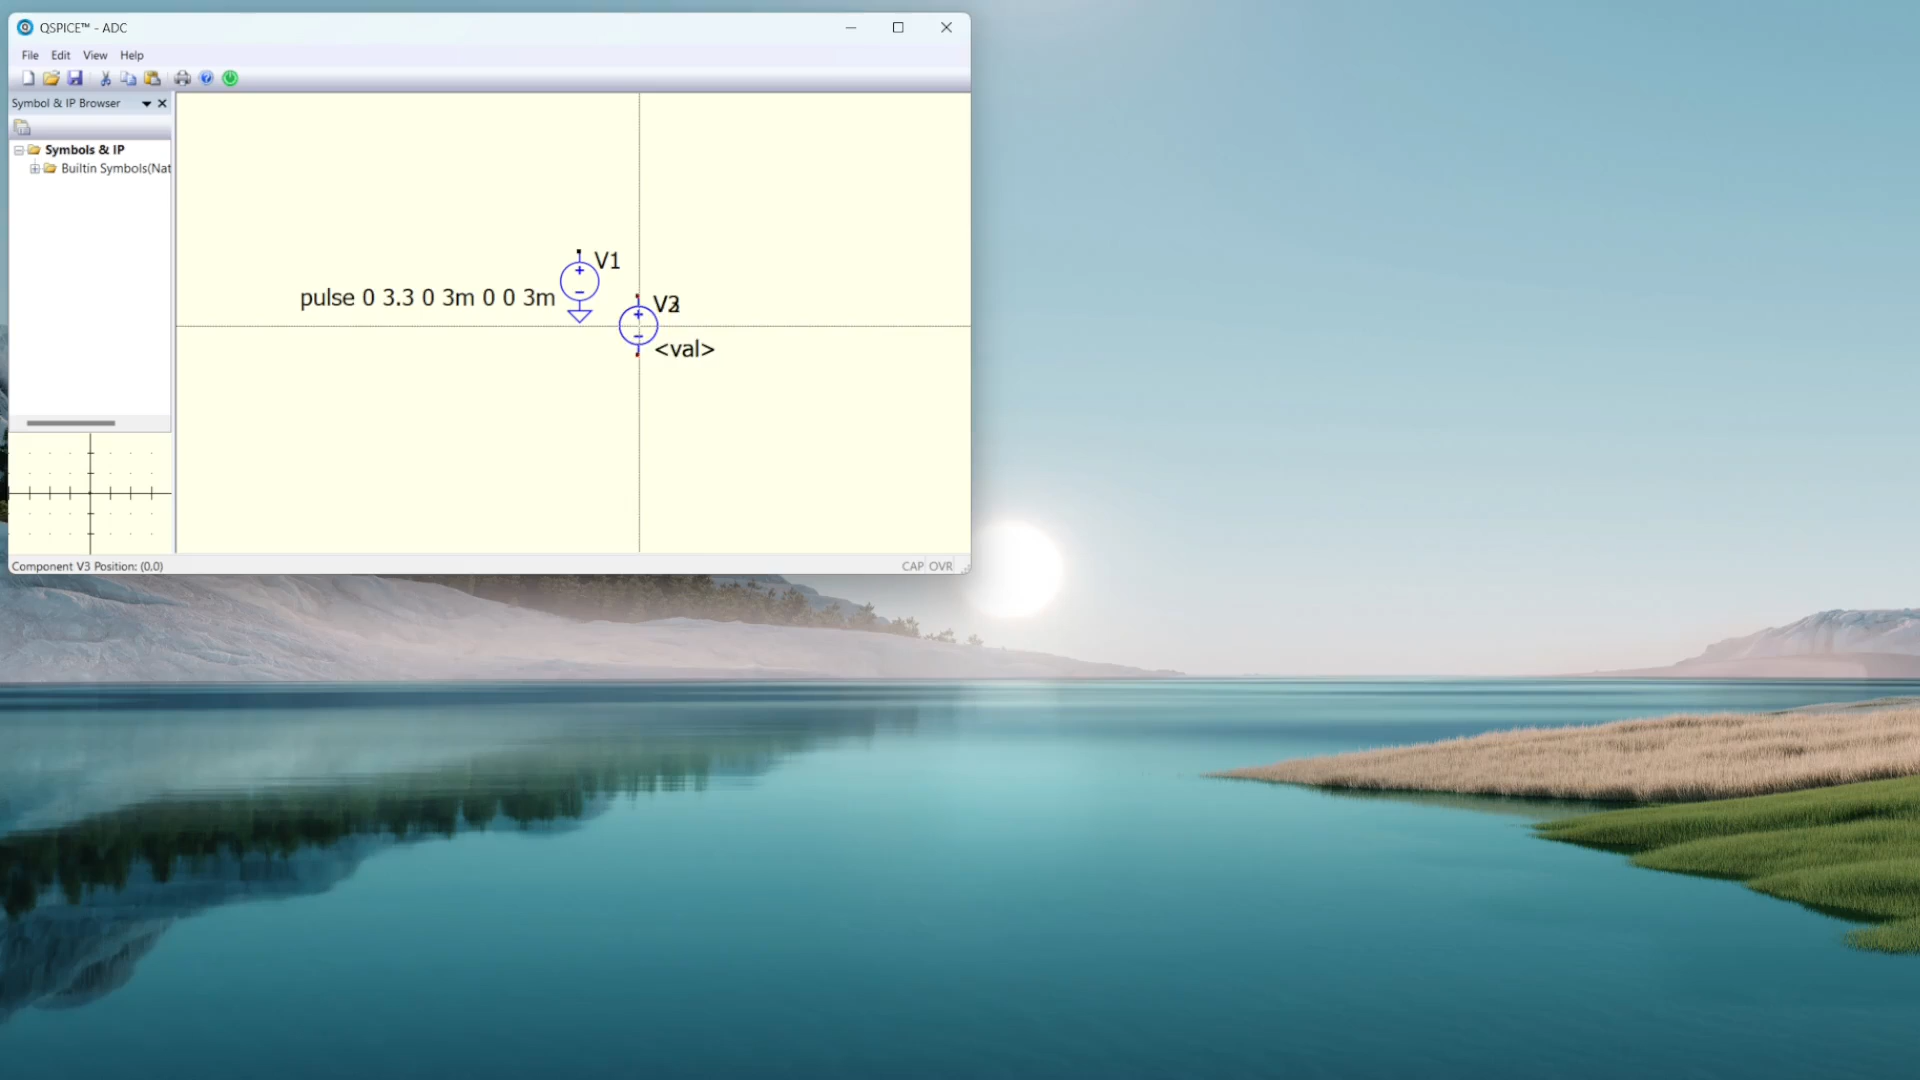 QSPICE™ - ADC
File Edit View Help
Symbol & IP Browser
Symbols & IP
Builtin Symbols(Nat
V1
pulse 0 3.3 0 3m 0 0 3m
<val>
Component V3 Position: (0,0)
CAP OVR